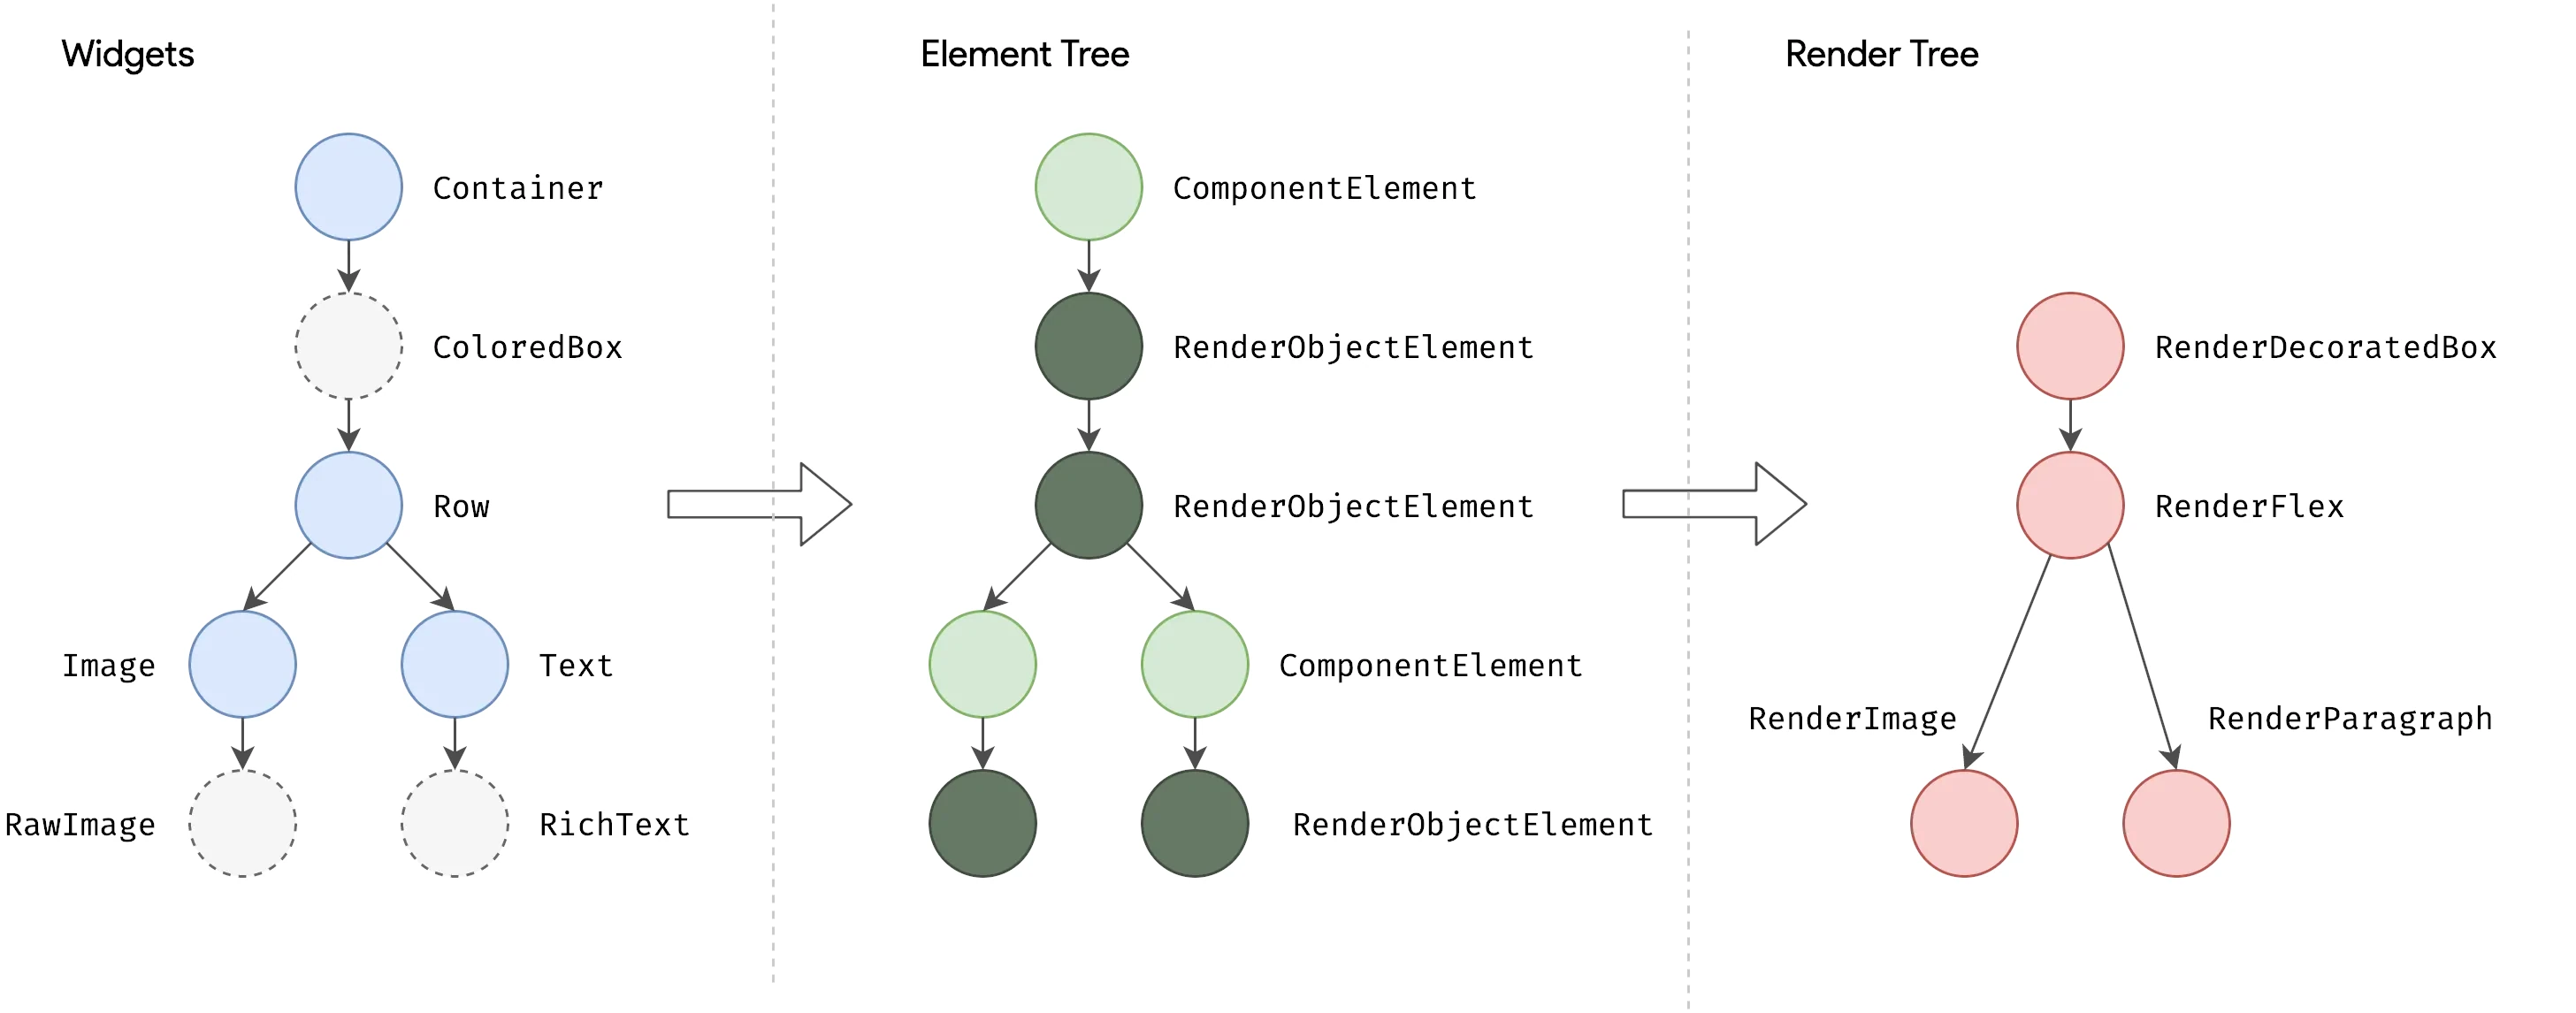 Widgets
Container
ColoredBox
Row
Image
Text
RawImage
RichText
Element Tree
ComponentElement
RenderObjectElement
RenderObjectElement
ComponentElement
RenderObjectElement
Render Tree
RenderDecoratedBox
RenderFlex
RenderImage
RenderParagraph